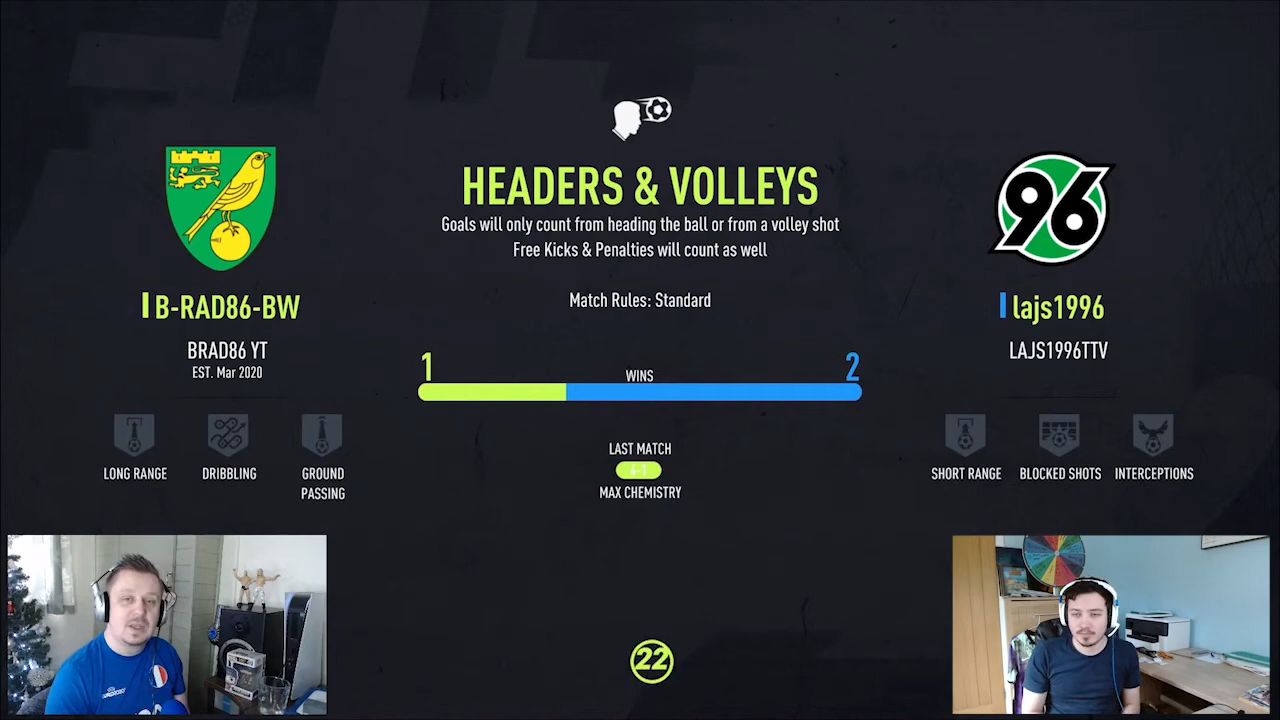 HEADERS & VOLLEYS
Goals will only count from heading the ball or from a volley shot
Free Kicks & Penalties will count as well
Match Rules: Standard
96
B-RAD86-BW
BRAD86 YT
EST. Mar 2020
lajs1996
LAJS1996TTV
1
WINS
2
LONG RANGE
DRIBBLING
GROUND
PASSING
LAST MATCH
4-1
MAX CHEMISTRY
SHORT RANGE
BLOCKED SHOTS
INTERCEPTIONS
22